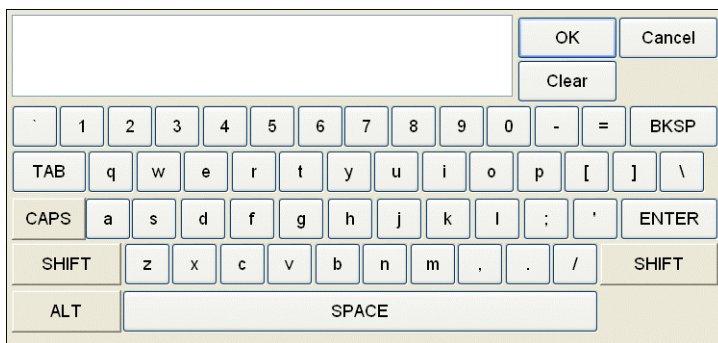 OK Cancel
Clear
` 1 2 3 4 5 6 7 8 9 0 - = BKSP
TAB q w e r t y u i o p [ ] \
CAPS a s d f g h j k l ; ' ENTER
SHIFT z x c v b n m , . / SHIFT
ALT SPACE